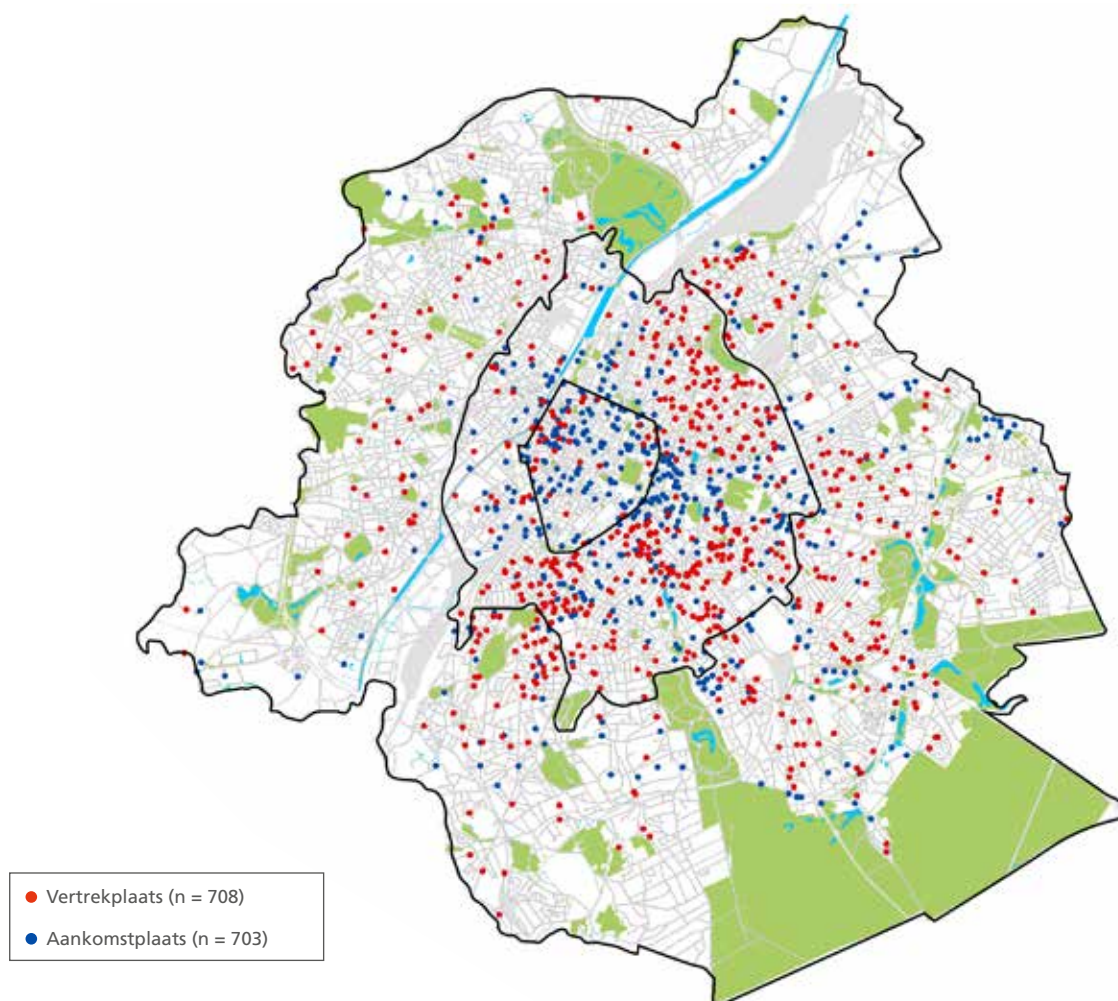 Vertrekplaats (n = 708)
Aankomstplaats (n = 703)